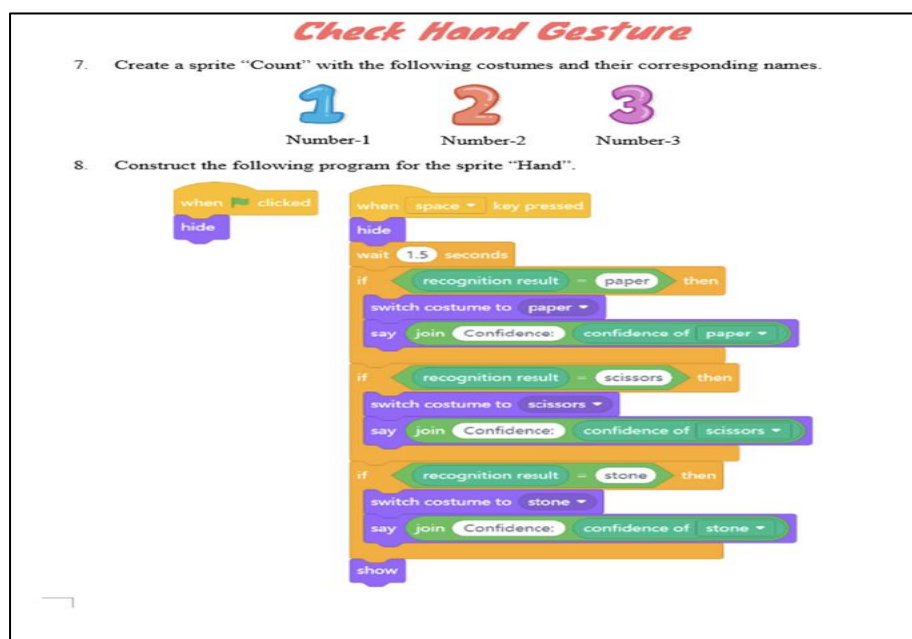 Check Hand Gesture
7. Create a sprite “Count” with the following costumes and their corresponding names.
1 2 3
Number-1 Number-2 Number-3
8. Construct the following program for the sprite “Hand”.
when clicked
hide
when space key pressed
hide
wait 1.5 seconds
if recognition result = paper then
switch costume to paper
say join Confidence: confidence of paper
if recognition result = scissors then
switch costume to scissors
say join Confidence: confidence of scissors
if recognition result = stone then
switch costume to stone
say join Confidence: confidence of stone
show